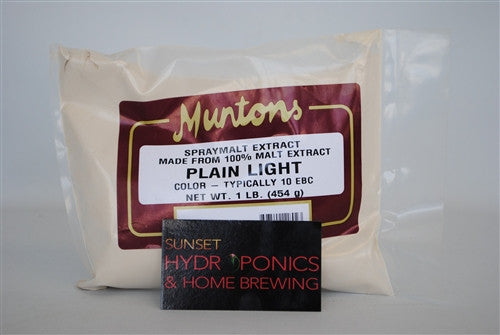 Muntons
SPRAYMALT EXTRACT
MADE FROM 100% MALT EXTRACT
PLAIN LIGHT
COLOR — TYPICALLY 10 EBC
NET WT. 1 LB. (454 g)
SUNSET
HYDROPONICS
& HOME BREWING